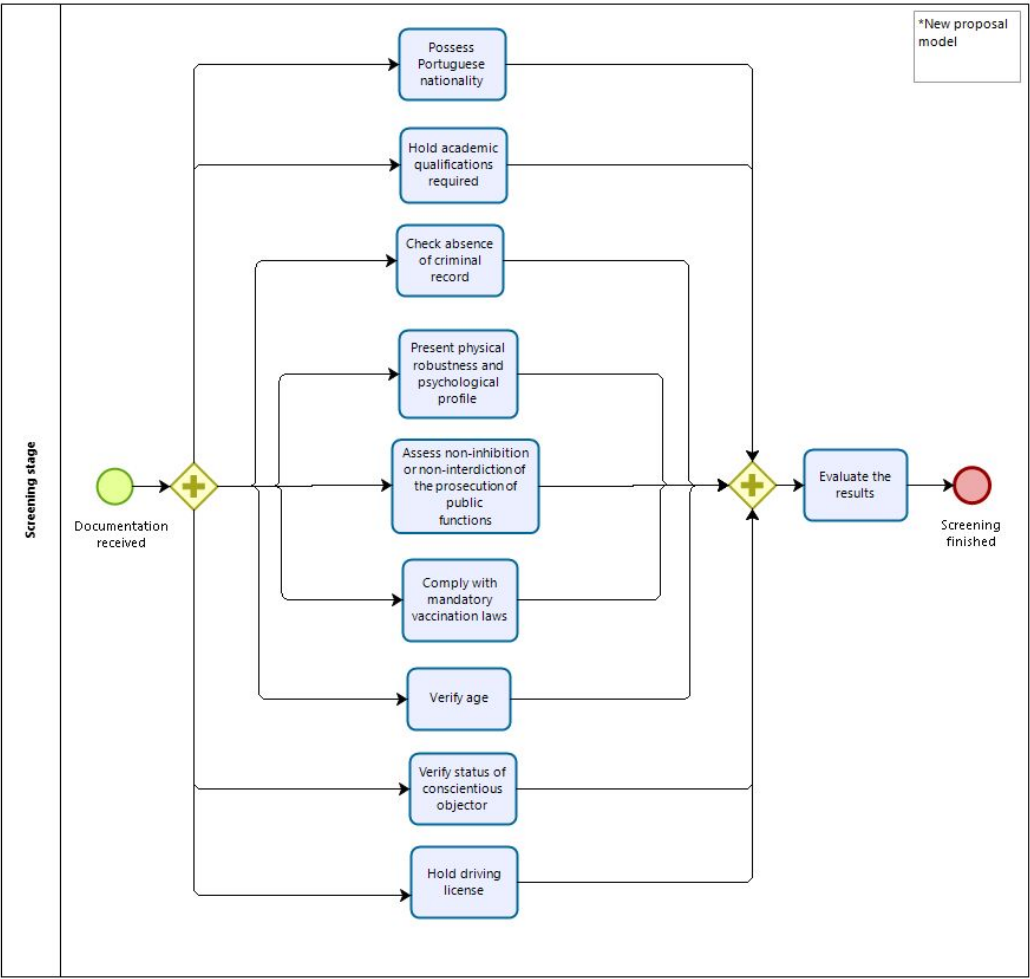 *New proposal
model
Possess
Portuguese
nationality
Hold academic
qualifications
required
Check absence
of criminal
record
Present physical
robustness and
psychological
profile
Screening stage
Documentation
received
Assess non-inhibition
or non-interdiction of
the prosecution of
public
functions
Evaluate the
results
Screening
finished
Comply with
mandatory
vaccination laws
Verify age
Verify status of
conscientious
objector
Hold driving
license